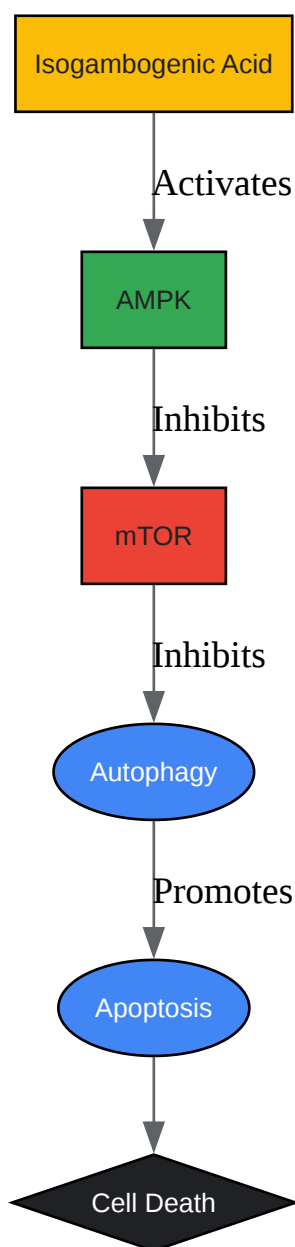 Isogambogenic Acid
Activates
AMPK
Inhibits
mTOR
Inhibits
Autophagy
Promotes
Apoptosis
Cell Death